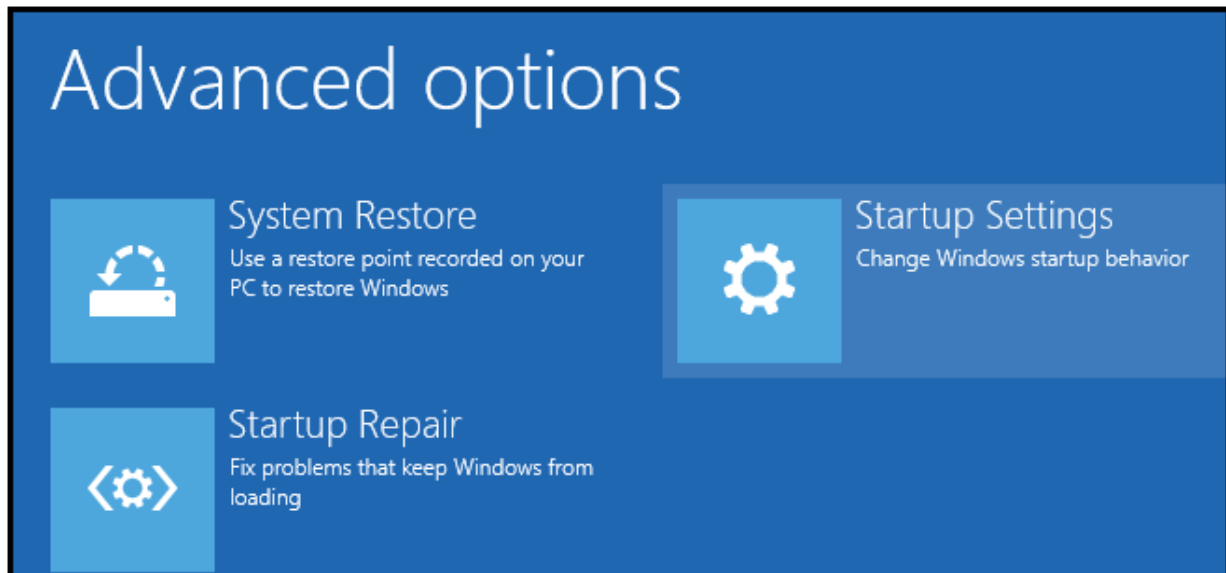 Advanced options
System Restore
Use a restore point recorded on your
PC to restore Windows
Startup Settings
Change Windows startup behavior
Startup Repair
Fix problems that keep Windows from
loading